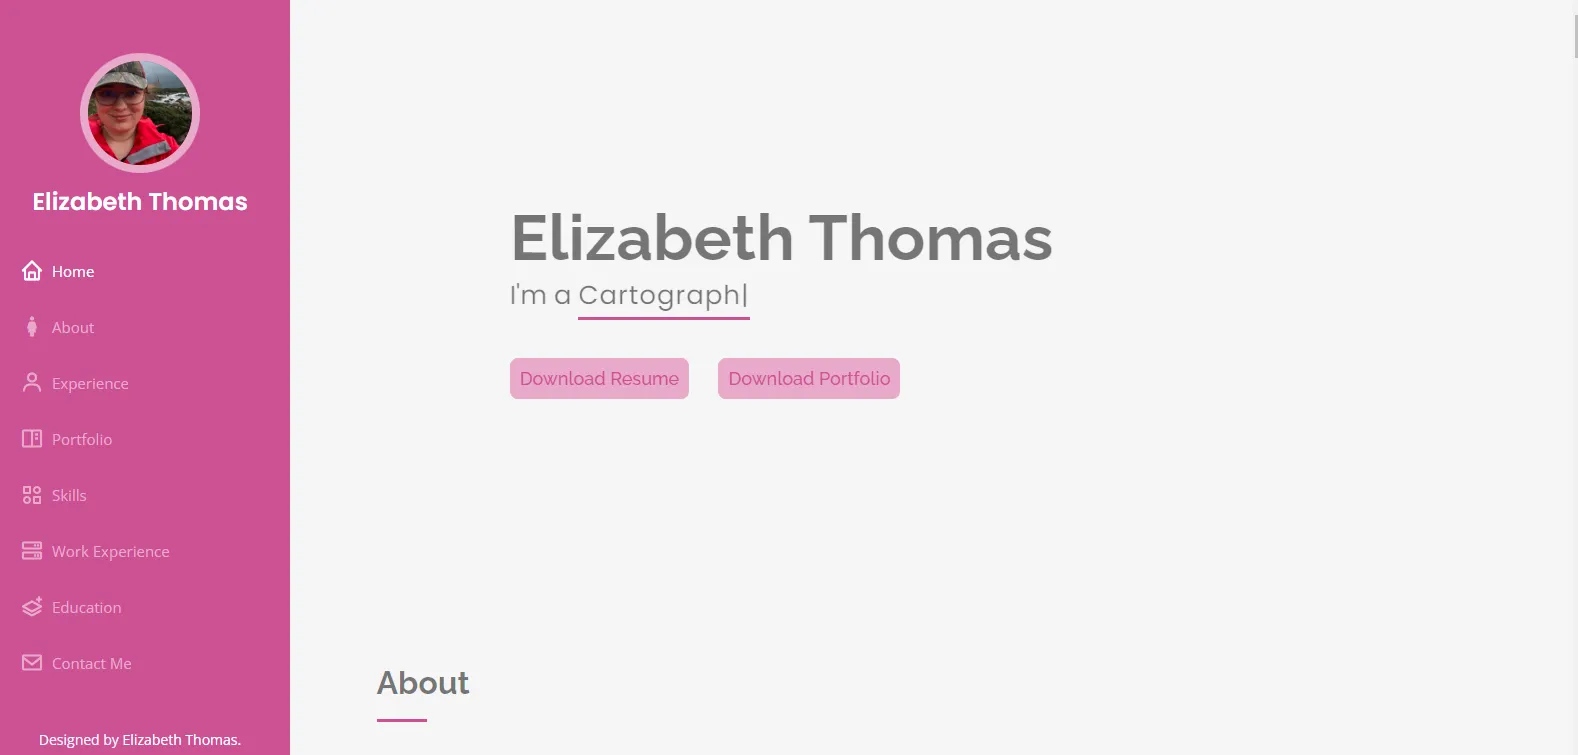 Elizabeth Thomas
Home
About
Experience
Portfolio
Skills
Work Experience
Education
Contact Me
Designed by Elizabeth Thomas.
Elizabeth Thomas
I'm a Cartograph|
Download Resume Download Portfolio
About